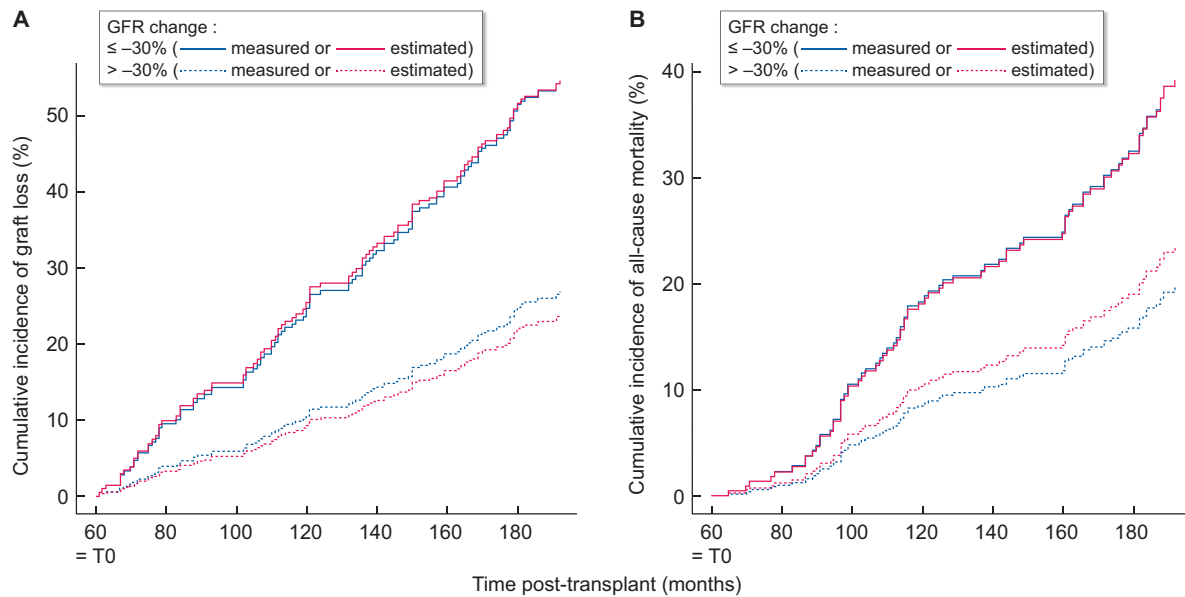 A
GFR change :
≤ –30% ( measured or estimated)
> –30% ( measured or estimated)
Cumulative incidence of graft loss (%)
50
40
30
20
10
0
60 80 100 120 140 160 180
= T0
B
GFR change :
≤ –30% ( measured or estimated)
> –30% ( measured or estimated)
Cumulative incidence of all-cause mortality (%)
40
30
20
10
0
60 80 100 120 140 160 180
= T0
Time post-transplant (months)